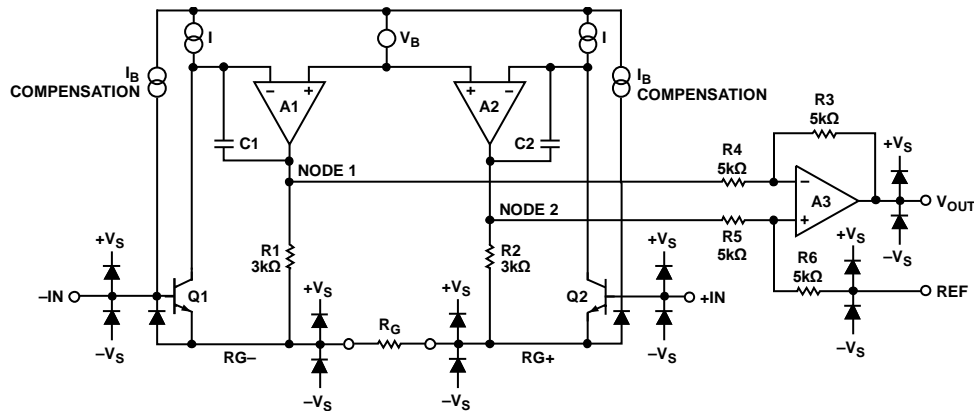 I
V_B
I
I_B
COMPENSATION
I_B
COMPENSATION
–
+
A1
+
–
A2
C1
C2
NODE 1
NODE 2
R1
3kΩ
R2
3kΩ
R3
5kΩ
R4
5kΩ
R5
5kΩ
R6
5kΩ
–
+
A3
+V_S
–V_S
V_OUT
+V_S
–V_S
REF
+V_S
–V_S
–IN
Q1
+V_S
–V_S
R_G
+V_S
–V_S
RG–
RG+
Q2
+V_S
–V_S
+IN